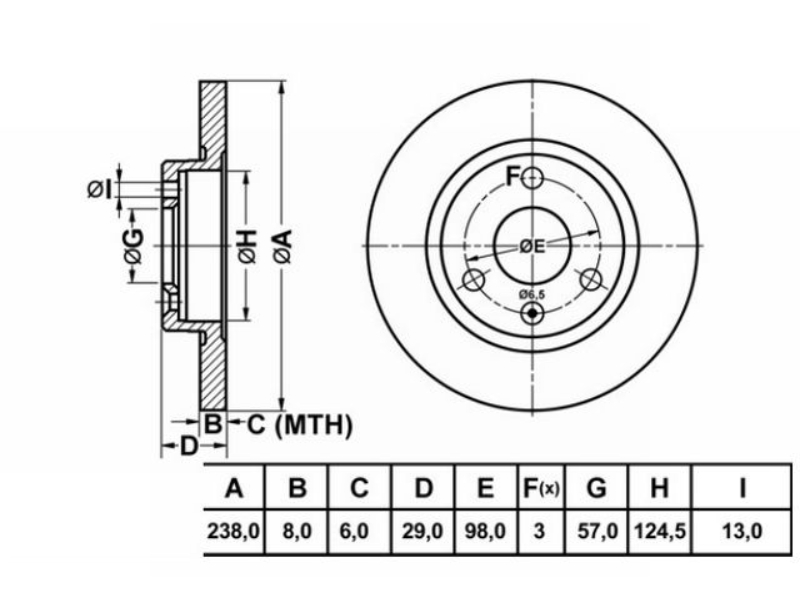 ØI
ØG
ØH
ØA
F
ØE
Ø6,5
B
C (MTH)
D
A B C D E F(x) G H I
238,0 8,0 6,0 29,0 98,0 3 57,0 124,5 13,0